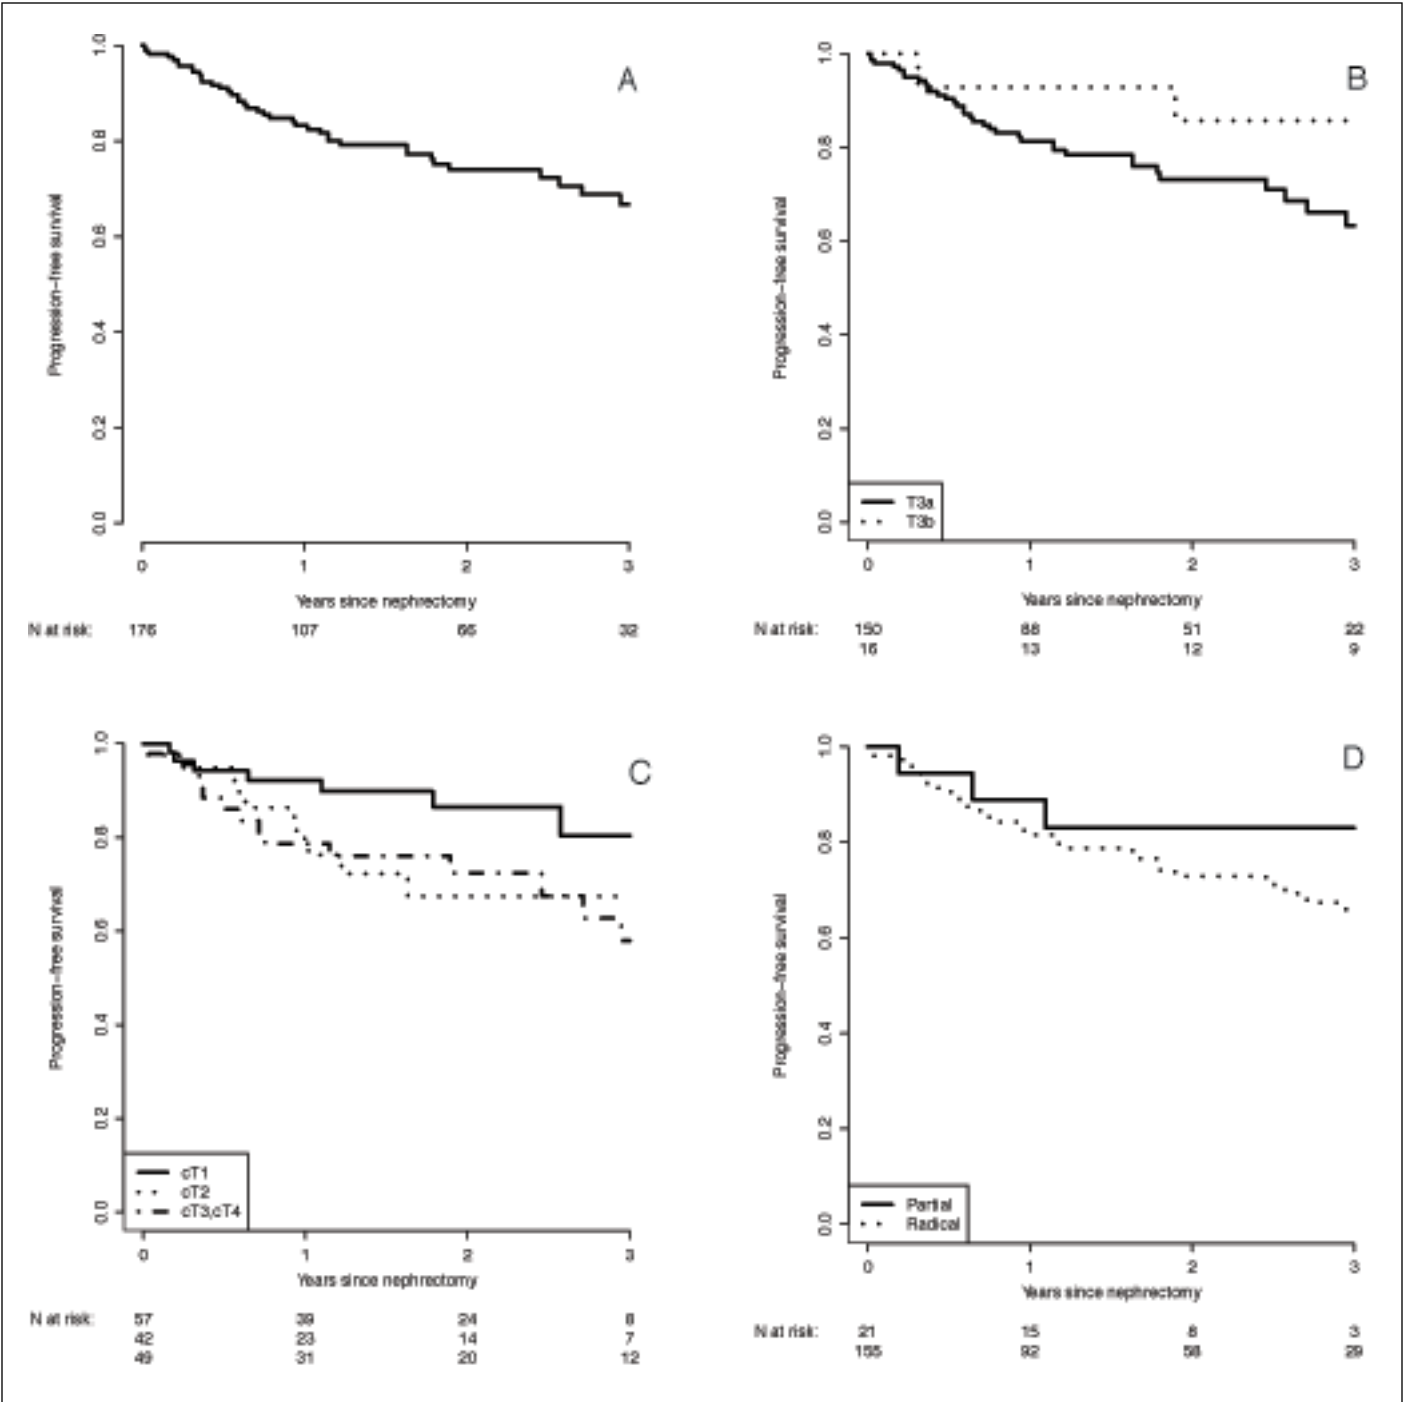 A
1.0
0.8
0.6
0.4
0.2
0.0
Progression-free survival
0 1 2 3
Years since nephrectomy
N at risk: 176 107 66 32
B
1.0
0.8
0.6
0.4
0.2
0.0
Progression-free survival
T3a
T3b
0 1 2 3
Years since nephrectomy
N at risk: 150 88 51 22
16 13 12 9
C
1.0
0.8
0.6
0.4
0.2
0.0
Progression-free survival
cT1
cT2
cT3,cT4
0 1 2 3
Years since nephrectomy
N at risk: 57 39 24 8
42 23 14 7
49 31 20 12
D
1.0
0.8
0.6
0.4
0.2
0.0
Progression-free survival
Partial
Radical
0 1 2 3
Years since nephrectomy
N at risk: 21 15 8 3
155 92 58 29